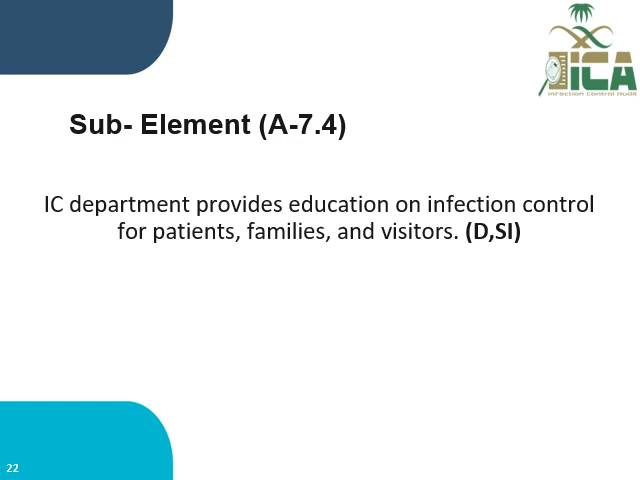 iCA
Infection Control Audit
Sub- Element (A-7.4)
IC department provides education on infection control
for patients, families, and visitors. (D,SI)
22